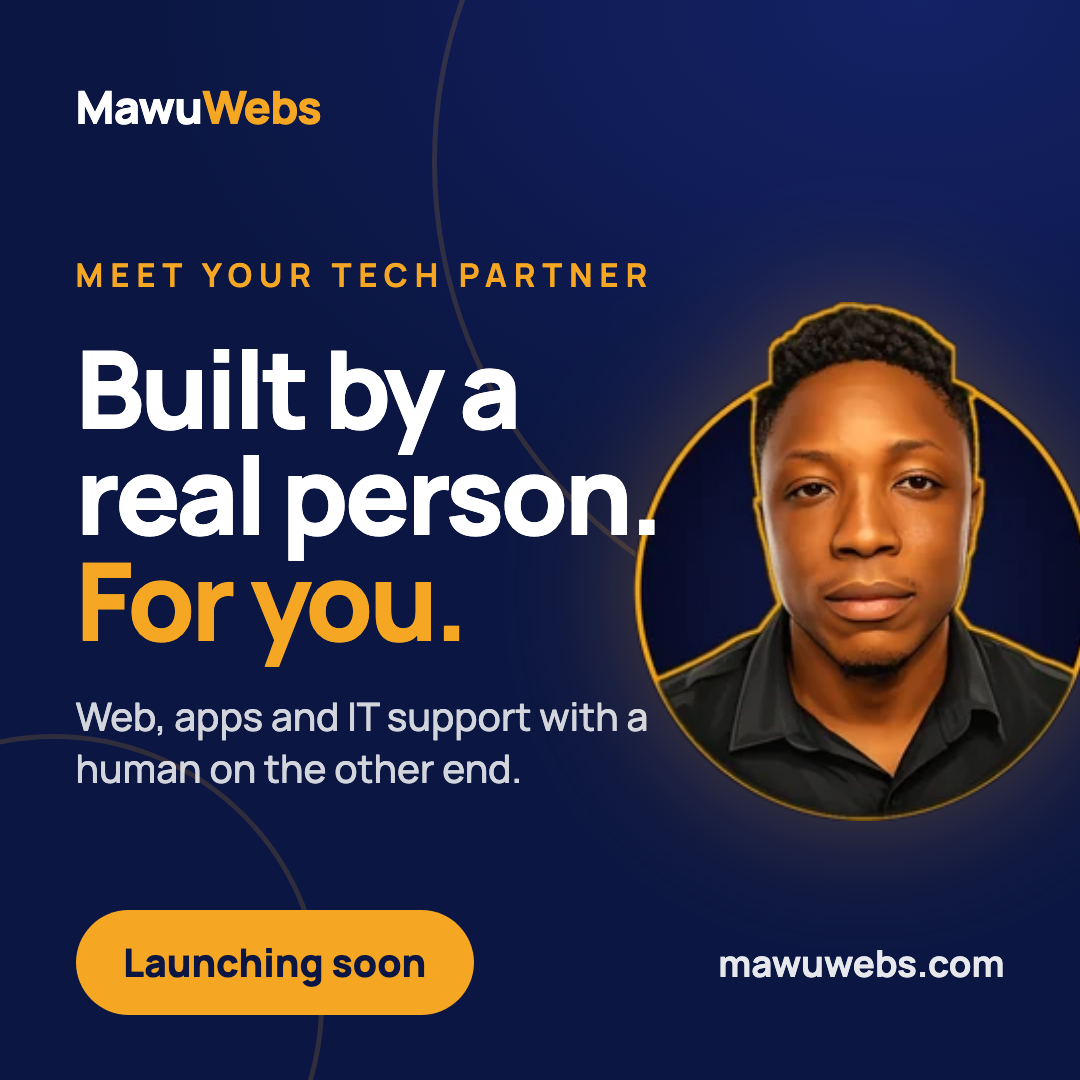 MawuWebs
MEET YOUR TECH PARTNER
Built by a
real person.
For you.
Web, apps and IT support with a
human on the other end.
Launching soon
mawuwebs.com